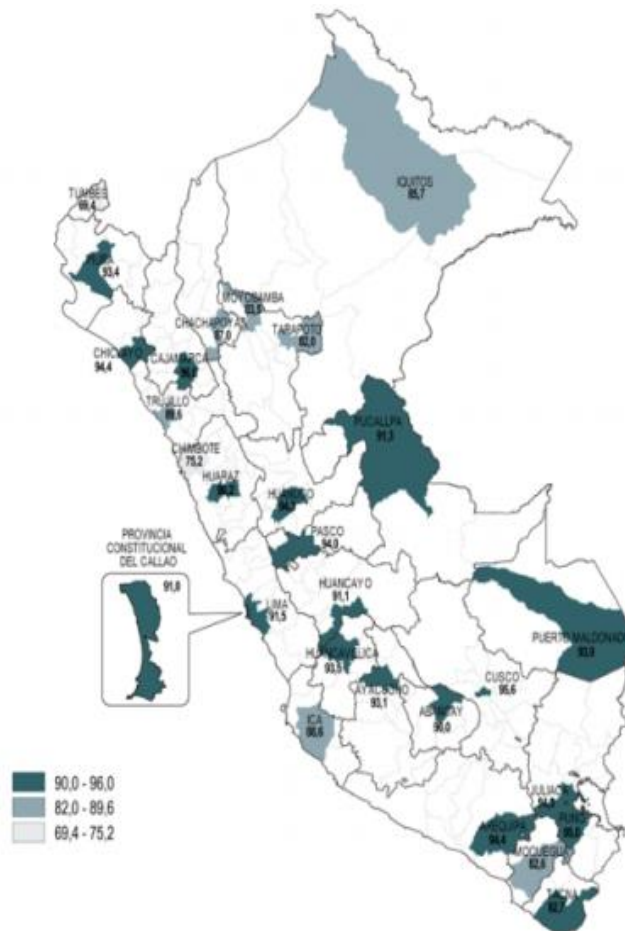 TUMBES
69,4
93,4
IQUITOS
85,7
MOYOBAMBA
CHACHAPOYAS
TARAPOTO
82,0
CHICLAYO
94,4
CAJAMARCA
TRUJILLO
CHIMBOTE
75,2
HUARAZ
PUCALLPA
91,3
HUÁNUCO
PASCO
94,0
PROVINCIA
CONSTITUCIONAL
DEL CALLAO
91,8
HUANCAYO
91,1
LIMA
91,5
HUANCAVELICA
PUERTO MALDONADO
AYACUCHO
93,1
CUSCO
95,6
ABANCAY
90,0
ICA
90,0 - 96,0
82,0 - 89,6
69,4 - 75,2
JULIACA
PUNO
AREQUIPA
94,4
MOQUEGUA
82,6
TACNA